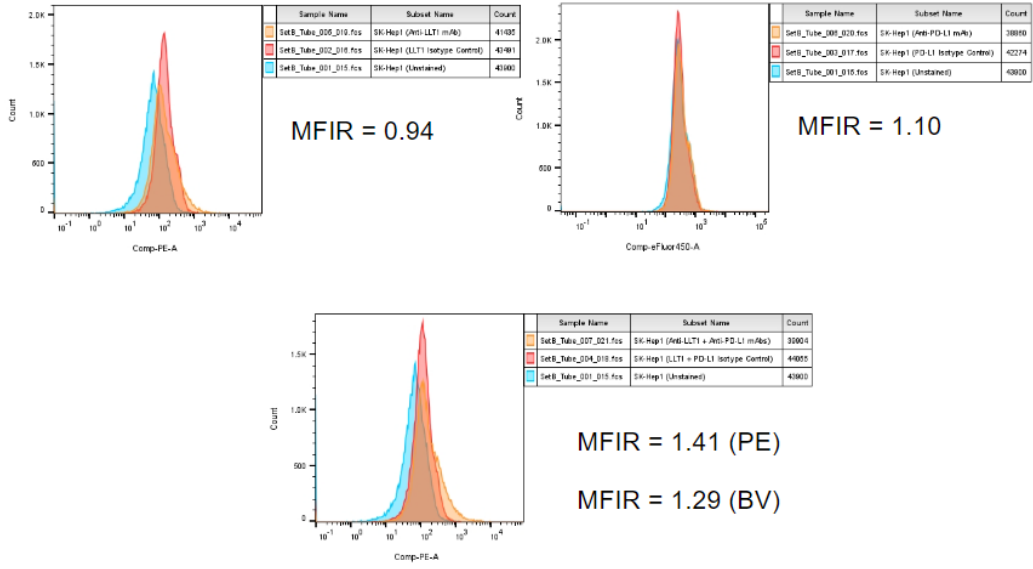 2.0K
1.5K
1.0K
500
0
Count
10^-1 10^0 10^1 10^2 10^3 10^4
Comp-PE-A
Sample Name Subset Name Count
SK-Hep1 (Anti-LLT1 mAb)
SetB_Tube_002_016.fcs SK-Hep1 (LLT1 Isotype Control) 43491
SetB_Tube_001_015.fcs SK-Hep1 (Unstained) 43900
MFIR = 0.94
2.0K
1.5K
1.0K
500
0
Count
10^-1 10^1 10^2 10^3 10^5
Comp-eFluor450-A
Sample Name Subset Name Count
SetB_Tube_006_020.fcs SK-Hep1 (Anti-PD-L1 mAb)
SetB_Tube_003_017.fcs SK-Hep1 (PD-L1 Isotype Control) 42274
SK-Hep1 (Unstained) 43900
MFIR = 1.10
1.5K
1.0K
500
0
Count
10^-1 10^0 10^1 10^2 10^3 10^4
Comp-PE-A
Sample Name Subset Name Count
SetB_Tube_007_021.fcs SK-Hep1 (Anti-LLT1 + Anti-PD-L1 mAbs)
SetB_Tube_004_018.fcs SK-Hep1 (LLT1 + PD-L1 Isotype Control)
SetB_Tube_001_015.fcs SK-Hep1 (Unstained) 43900
MFIR = 1.41 (PE)
MFIR = 1.29 (BV)